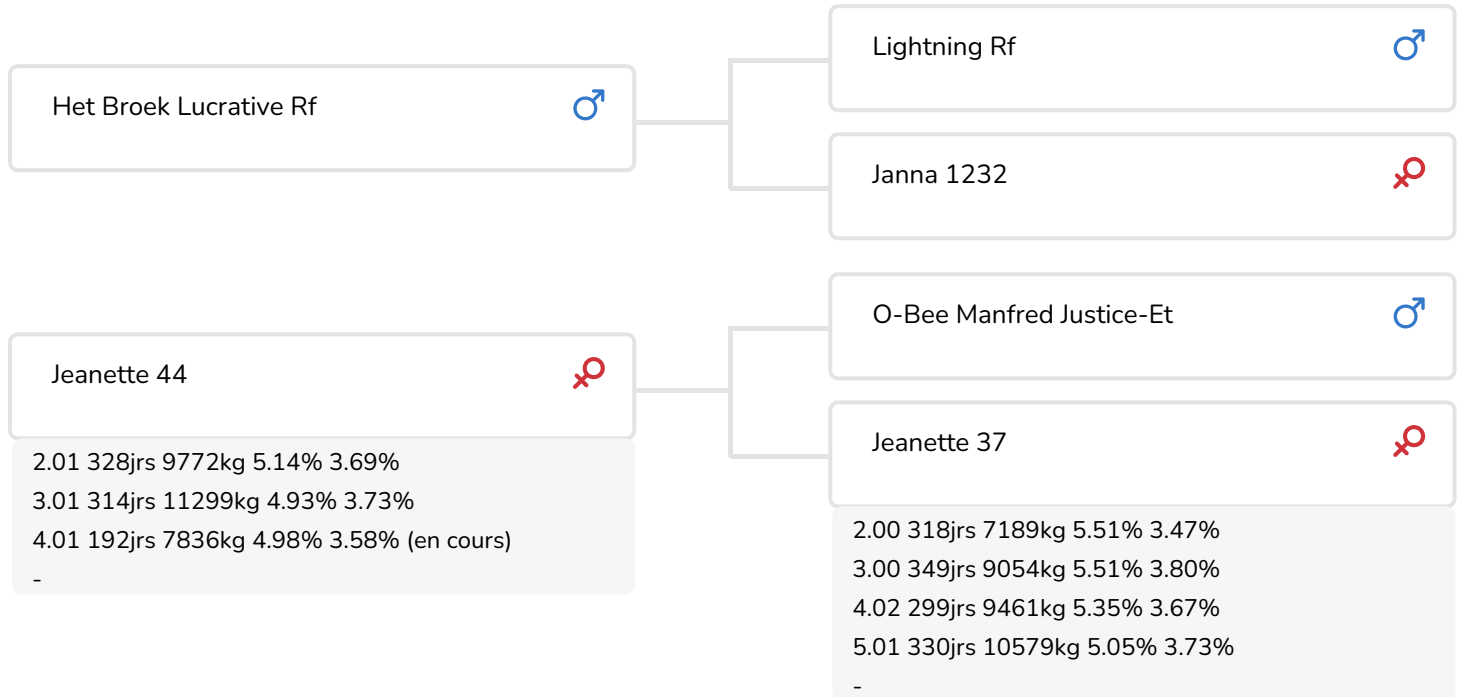 Het Broek Lucrative Rf
Lightning Rf
Janna 1232
Jeanette 44
2.01 328jrs 9772kg 5.14% 3.69%
3.01 314jrs 11299kg 4.93% 3.73%
4.01 192jrs 7836kg 4.98% 3.58% (en cours)
-
O-Bee Manfred Justice-Et
Jeanette 37
2.00 318jrs 7189kg 5.51% 3.47%
3.00 349jrs 9054kg 5.51% 3.80%
4.02 299jrs 9461kg 5.35% 3.67%
5.01 330jrs 10579kg 5.05% 3.73%
-